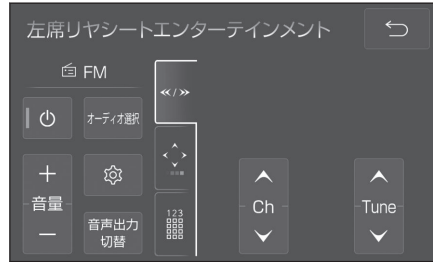 左席リヤシートエンターテインメント
FM
≪/≫
オーディオ選択
+
音量
-
音声出力
切替
123
Ch
Tune